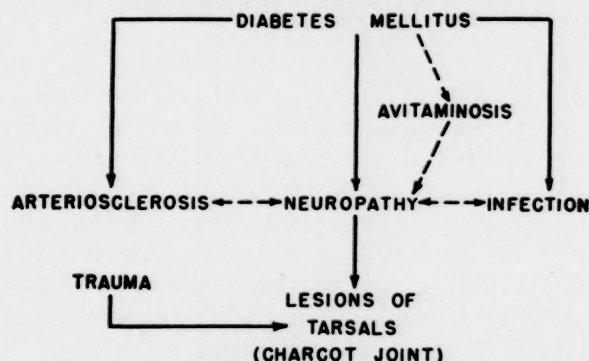 DIABETES MELLITUS
AVITAMINOSIS
ARTERIOSCLEROSIS NEUROPATHY INFECTION
TRAUMA
LESIONS OF
TARSALS
(CHARCOT JOINT)